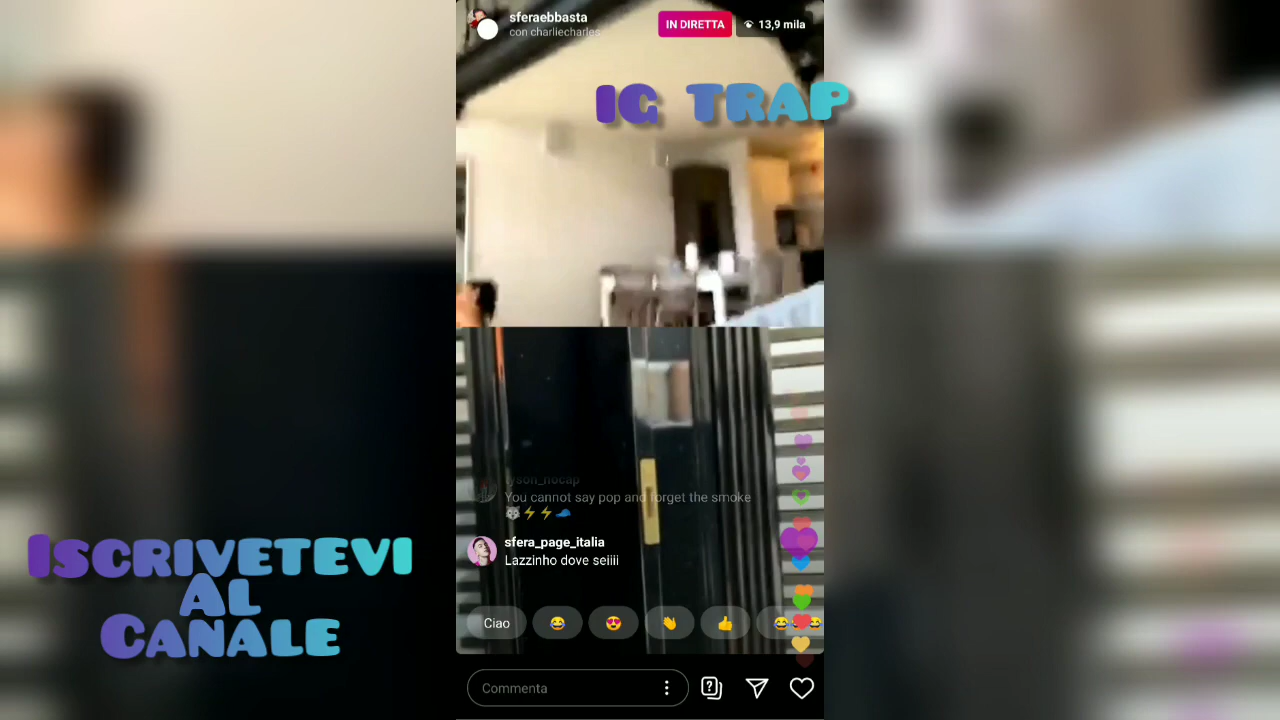 sferaebbasta
con charliecharles
IN DIRETTA
13,9 mila
IG TRAP
tyson_nocap
You cannot say pop and forget the smoke
🐺⚡⚡🧢
sfera_page_italia
Lazzinho dove seiiii
ISCRIVETEVI
AL
CANALE
Ciao
Commenta